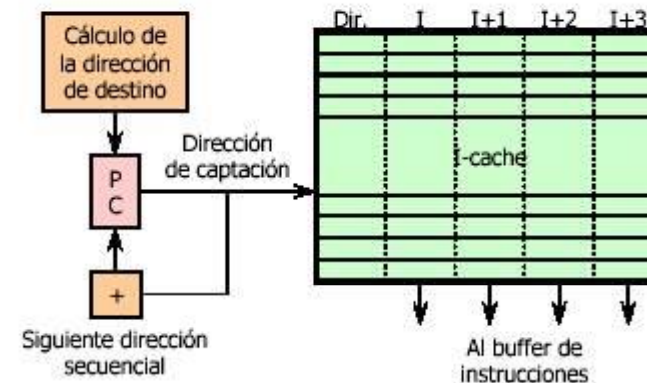 Cálculo de
la dirección
de destino
Dir. I I+1 I+2 I+3
Dirección
de captación
P
C
I-cache
+
Siguiente dirección
secuencial
Al buffer de
instrucciones